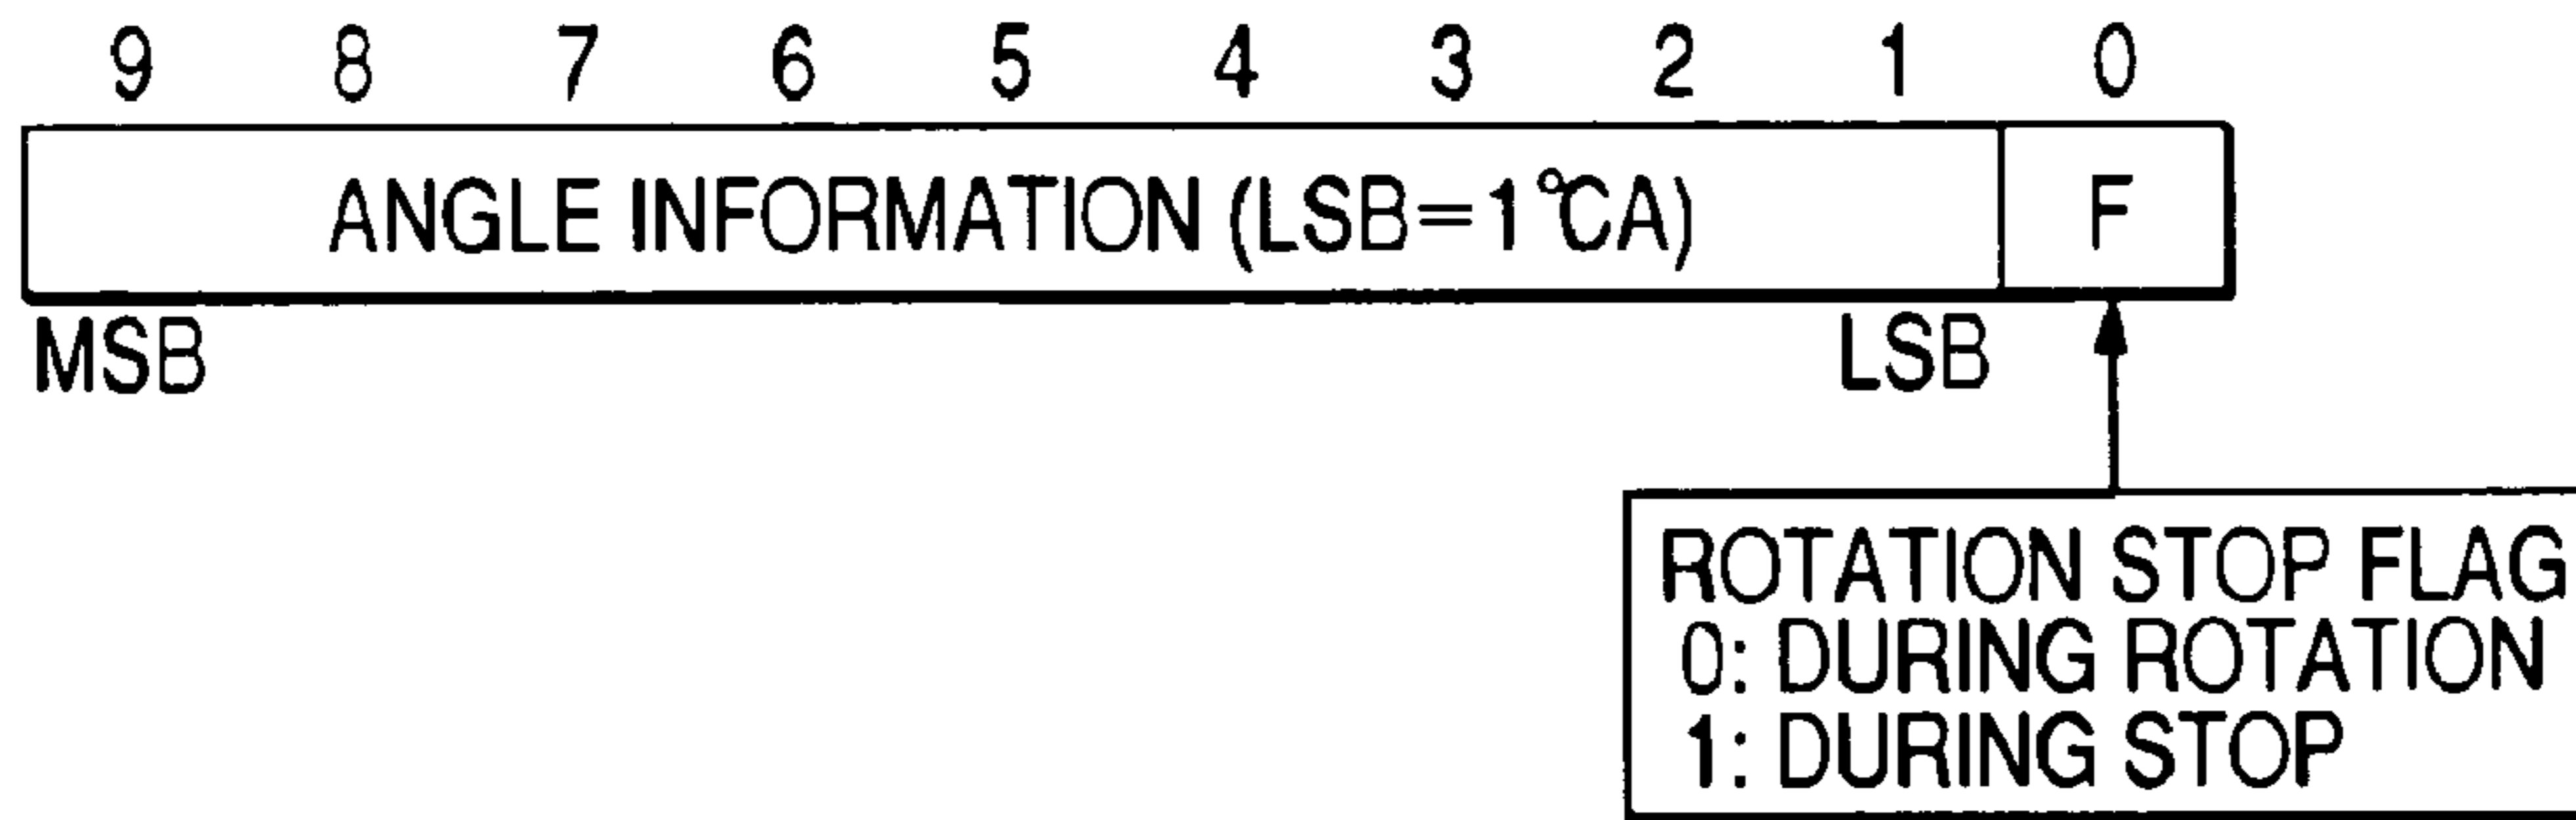 9 8 7 6 5 4 3 2 1 0
ANGLE INFORMATION (LSB=1°CA) F
MSB LSB
ROTATION STOP FLAG
0: DURING ROTATION
1: DURING STOP